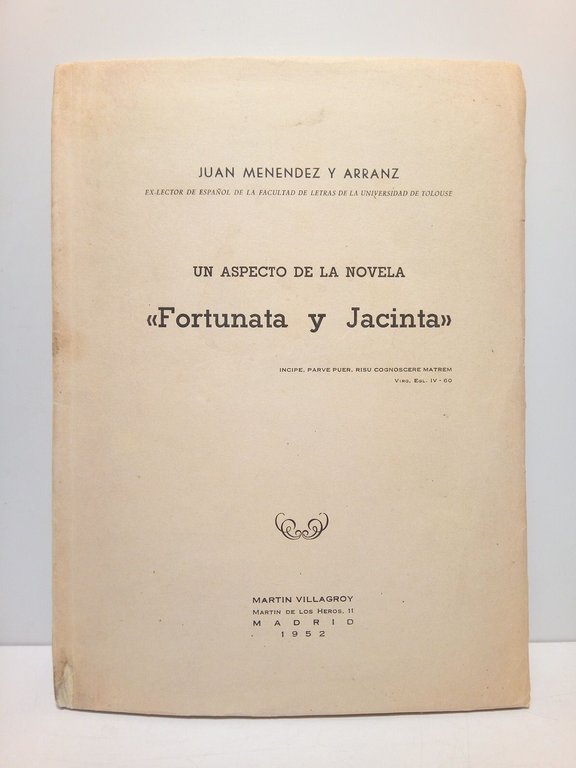 JUAN MENENDEZ Y ARRANZ
EX-LECTOR DE ESPAÑOL DE LA FACULTAD DE LETRAS DE LA UNIVERSIDAD DE TOLOUSE
UN ASPECTO DE LA NOVELA
«Fortunata y Jacinta»
INCIPE, PARVE PUER, RISU COGNOSCERE MATREM
VIRG, EGL. IV - 60
MARTIN VILLAGROY
MARTIN DE LOS HEROS, 11
MADRID
1952